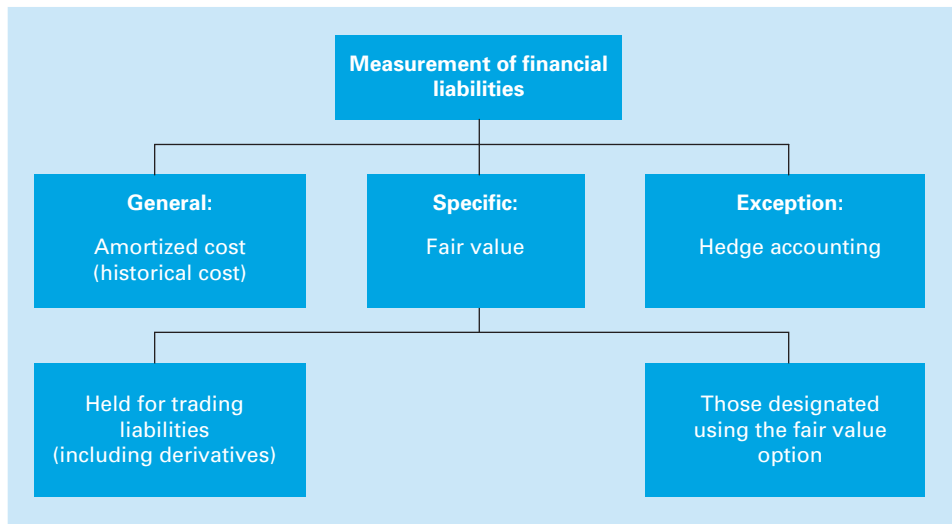 Measurement of financial
liabilities
General:
Amortized cost
(historical cost)
Specific:
Fair value
Exception:
Hedge accounting
Held for trading
liabilities
(including derivatives)
Those designated
using the fair value
option